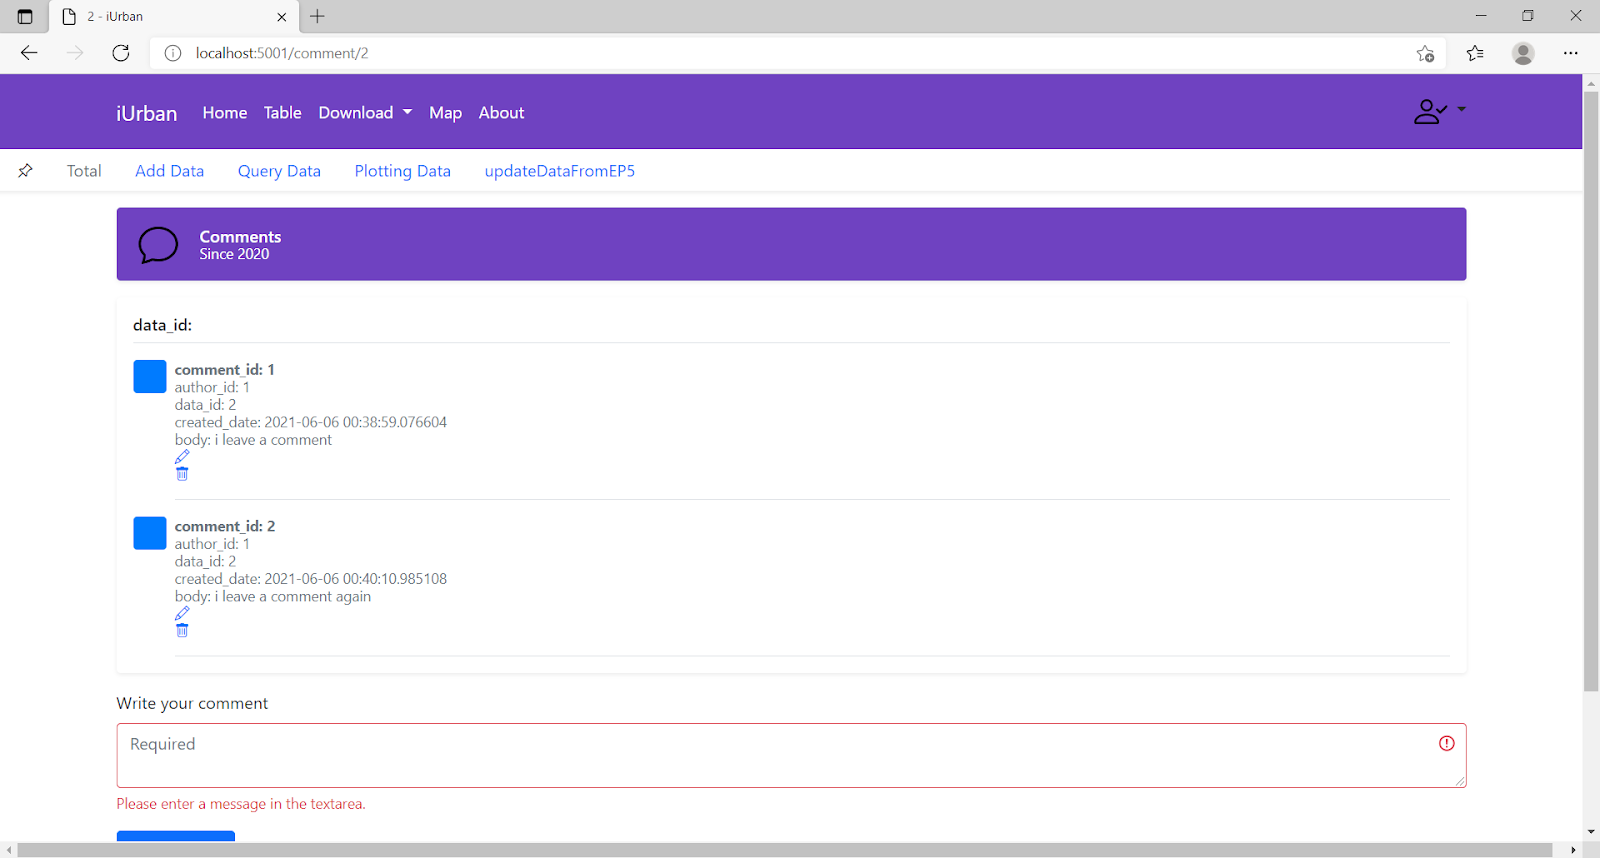 2 - iUrban
localhost:5001/comment/2
iUrban Home Table Download Map About
Total Add Data Query Data Plotting Data updateDataFromEP5
Comments
Since 2020
data_id:
comment_id: 1
author_id: 1
data_id: 2
created_date: 2021-06-06 00:38:59.076604
body: i leave a comment
comment_id: 2
author_id: 1
data_id: 2
created_date: 2021-06-06 00:40:10.985108
body: i leave a comment again
Write your comment
Required
Please enter a message in the textarea.